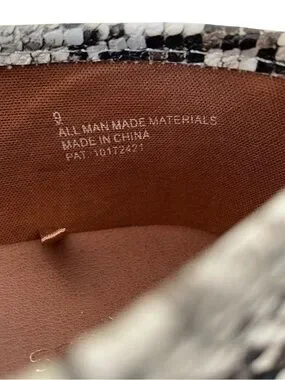 9
ALL MAN MADE MATERIALS
MADE IN CHINA
PAT. 10172421